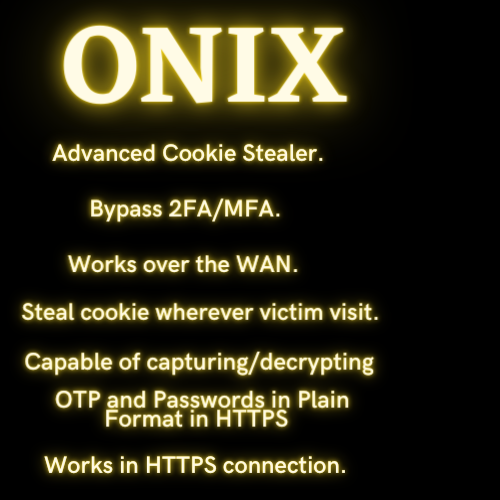 ONIX
Advanced Cookie Stealer.
Bypass 2FA/MFA.
Works over the WAN.
Steal cookie wherever victim visit.
Capable of capturing/decrypting
OTP and Passwords in Plain
Format in HTTPS
Works in HTTPS connection.